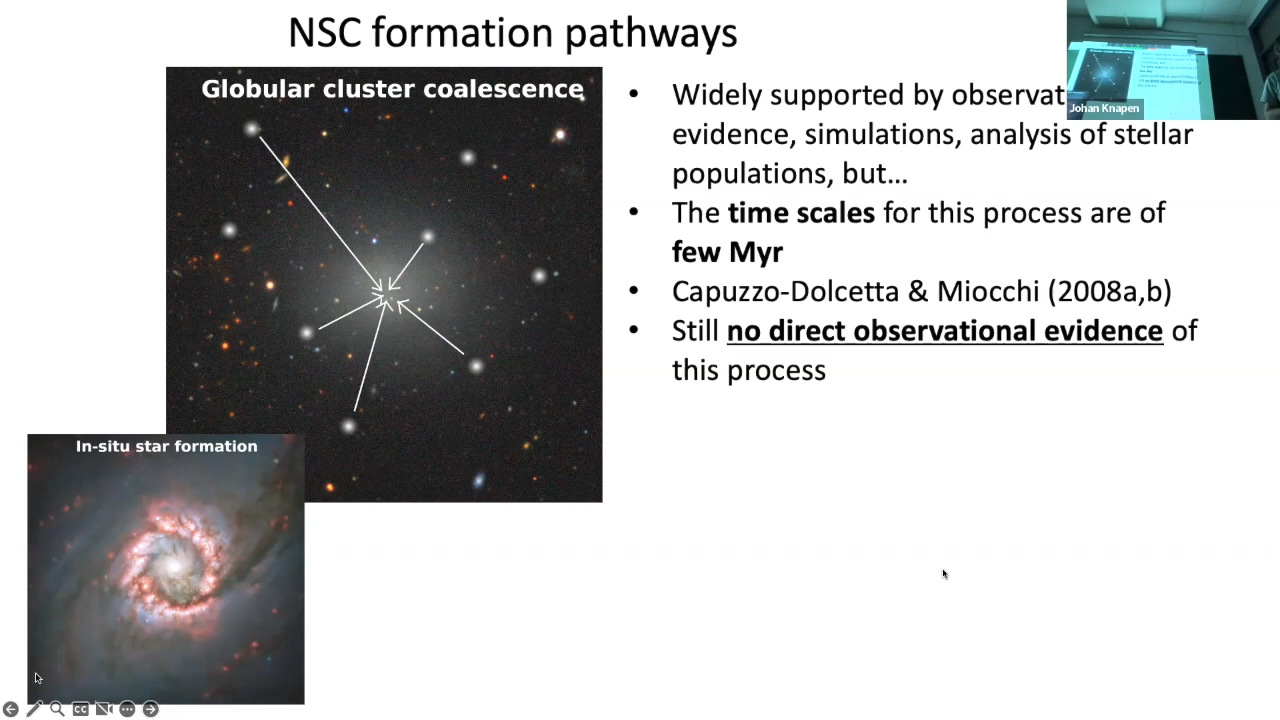 NSC formation pathways
Globular cluster coalescence
• Widely supported by observat
evidence, simulations, analysis of stellar
populations, but...
• The time scales for this process are of
few Myr
• Capuzzo-Dolcetta & Miocchi (2008a,b)
• Still no direct observational evidence of
this process
In-situ star formation
Johan Knapen
CC